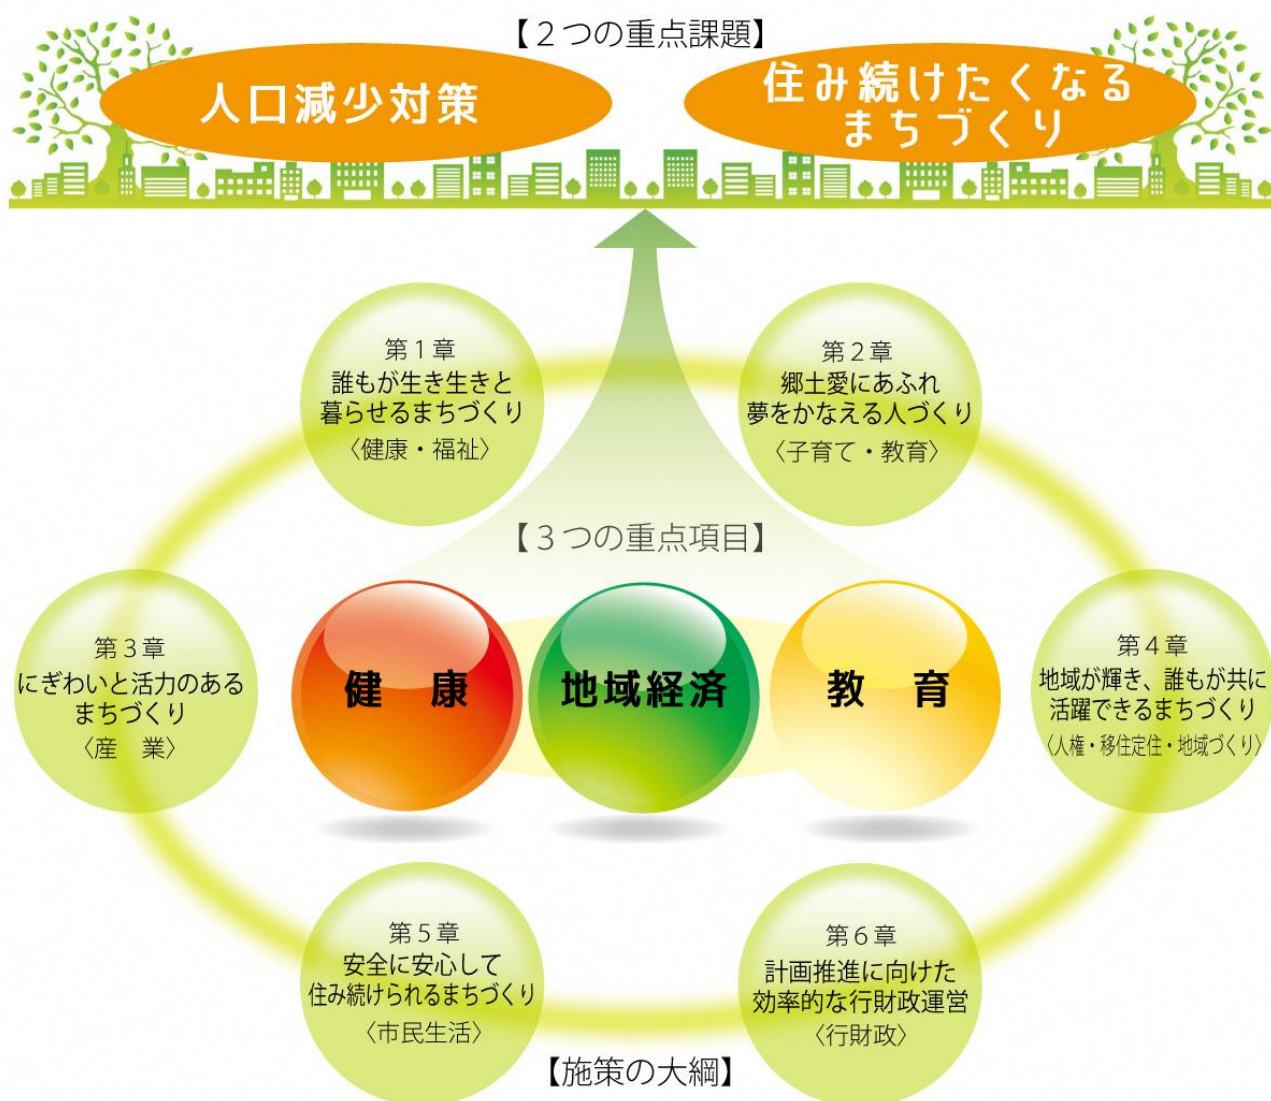 【２つの重点課題】
人口減少対策
住み続けたくなる
まちづくり
第１章
誰もが生き生きと
暮らせるまちづくり
〈健康・福祉〉
第２章
郷土愛にあふれ
夢をかなえる人づくり
〈子育て・教育〉
【３つの重点項目】
健　康
地域経済
教　育
第３章
にぎわいと活力のある
まちづくり
〈産　業〉
第４章
地域が輝き、誰もが共に
活躍できるまちづくり
〈人権・移住定住・地域づくり〉
第５章
安全に安心して
住み続けられるまちづくり
〈市民生活〉
第６章
計画推進に向けた
効率的な行財政運営
〈行財政〉
【施策の大綱】